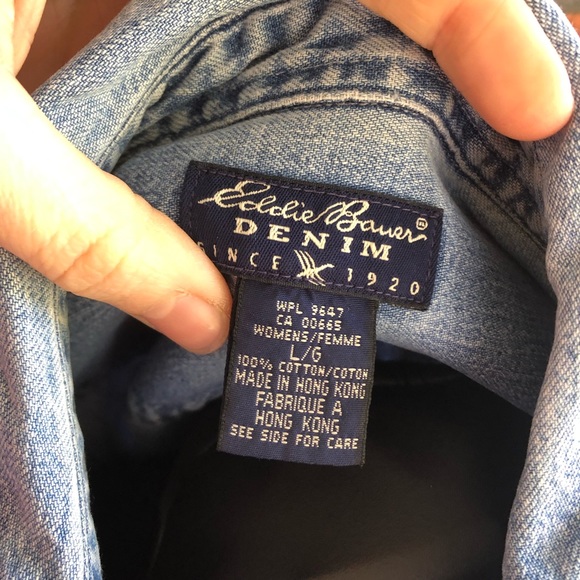 Eddie Bauer®
DENIM
SINCE 1920
WPL 9647
CA 00665
WOMENS/FEMME
L/G
100% COTTON/COTON
MADE IN HONG KONG
FABRIQUE A
HONG KONG
SEE SIDE FOR CARE